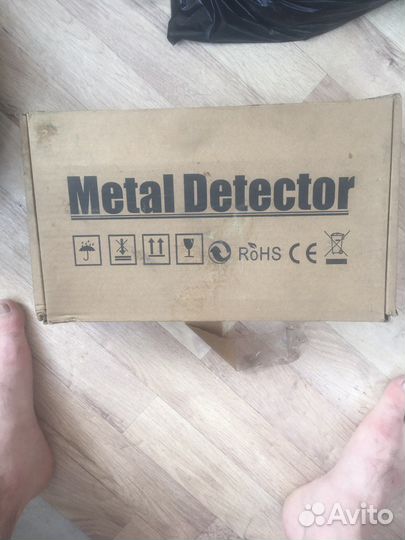 Metal Detector
RoHS CE
Avito